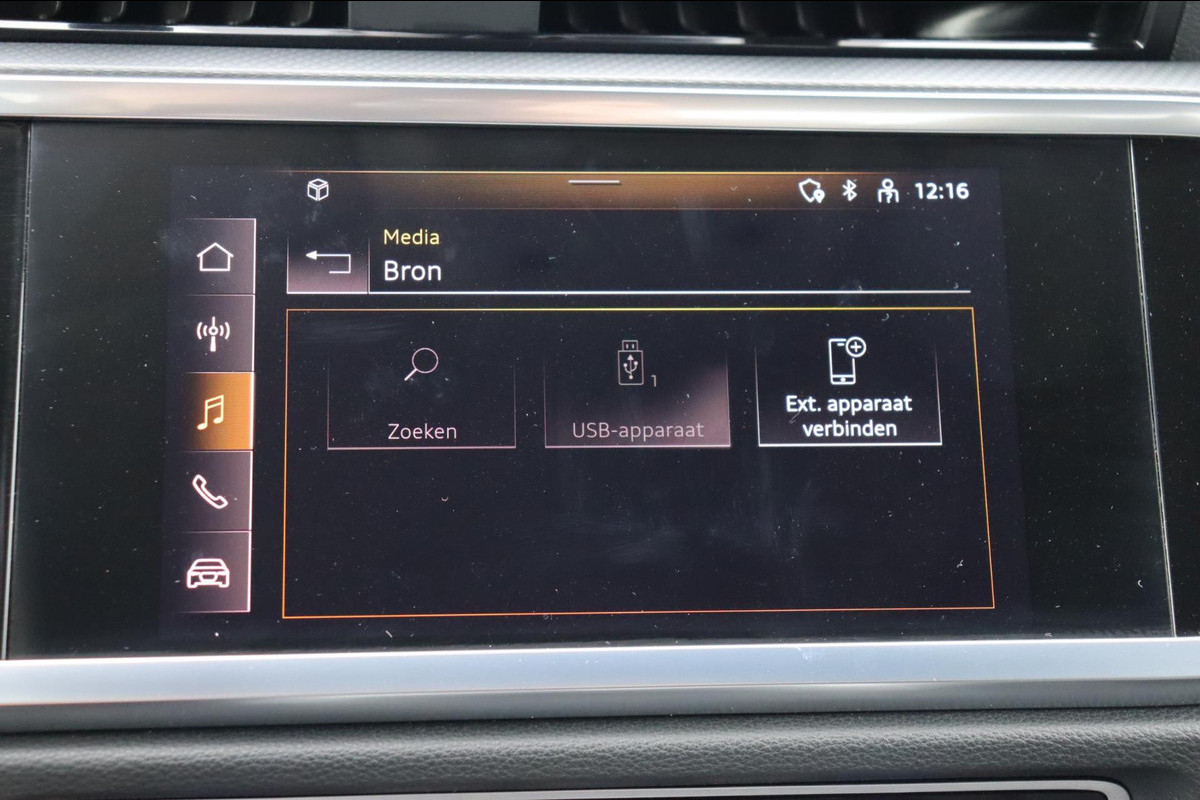 12:16
Media
Bron
1
Zoeken
USB-apparaat
Ext. apparaat
verbinden